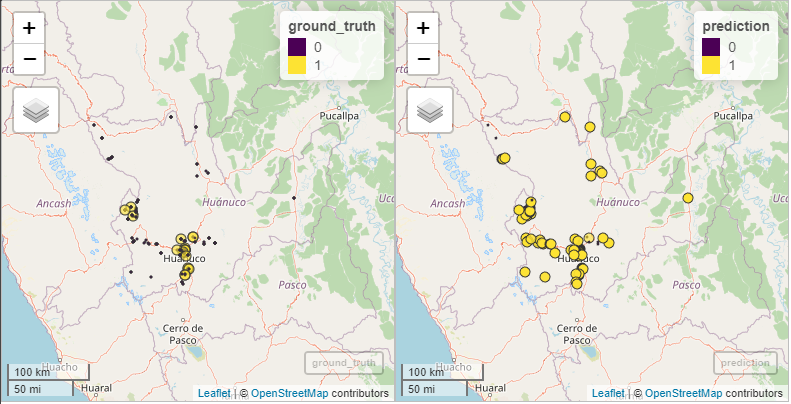 +
−
ground_truth
0
1
Pucallpa
Ancash
Huánuco
Huánuco
Pasco
Cerro de
Pasco
Huacho
Huaral
100 km
50 mi
ground_truth
Leaflet | © OpenStreetMap contributors
+
−
prediction
0
1
Pucallpa
Uca
Ancash
Huánuco
Huánuco
Pasco
Cerro de
Pasco
Huacho
Huaral
100 km
50 mi
prediction
Leaflet | © OpenStreetMap contributors